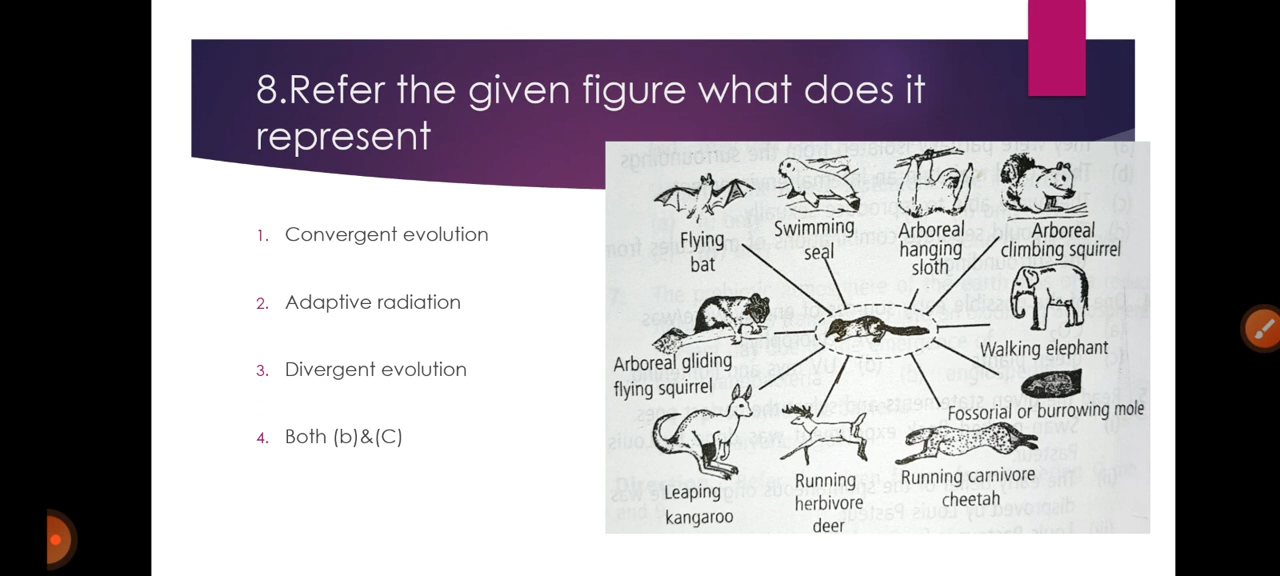 8.Refer the given figure what does it
represent
1. Convergent evolution
2. Adaptive radiation
3. Divergent evolution
4. Both (b)&(C)
Flying
bat
Swimming
seal
Arboreal
hanging
sloth
Arboreal
climbing squirrel
Arboreal gliding
flying squirrel
Walking elephant
Fossorial or burrowing mole
Leaping
kangaroo
Running
herbivore
deer
Running carnivore
cheetah